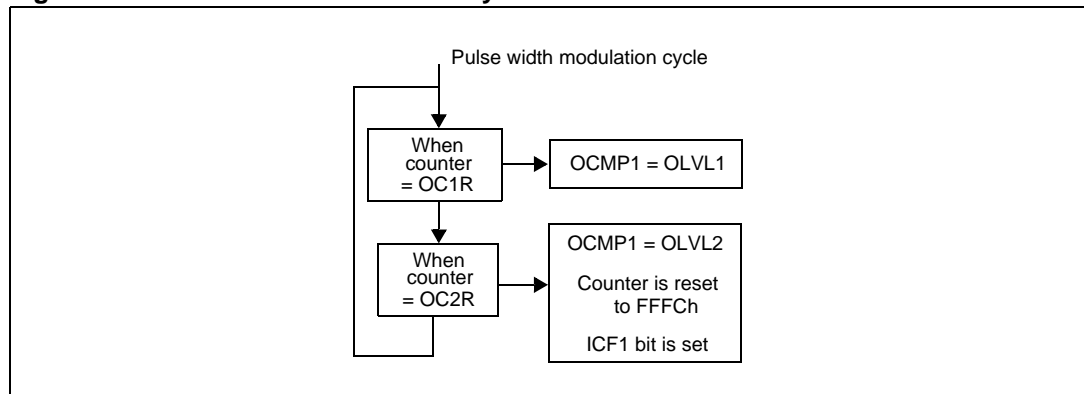 Pulse width modulation cycle
When
counter
= OC1R
OCMP1 = OLVL1
When
counter
= OC2R
OCMP1 = OLVL2
Counter is reset
to FFFCh
ICF1 bit is set